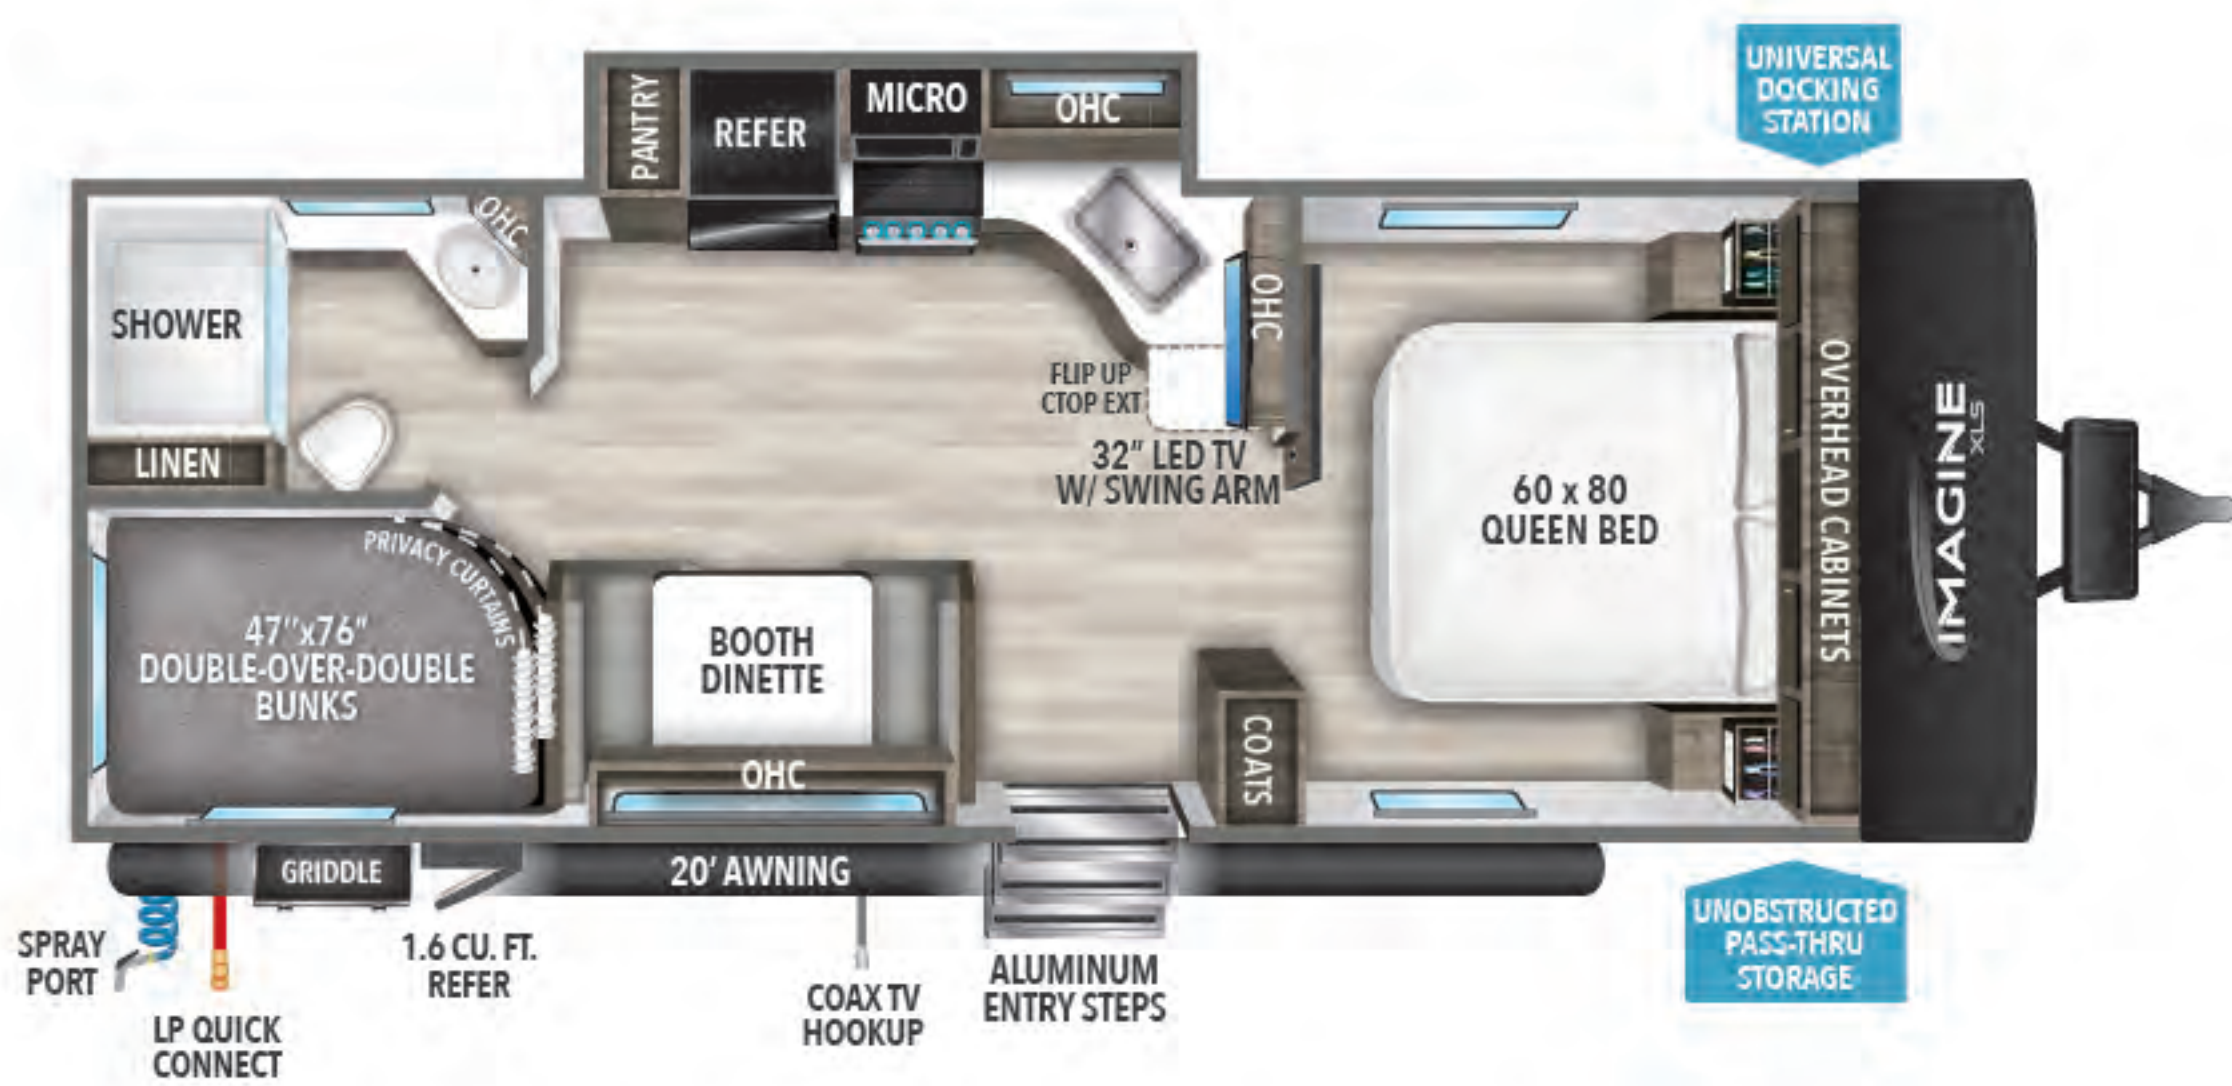 UNIVERSAL
DOCKING
STATION
PANTRY
REFER
MICRO
OHC
OHC
SHOWER
LINEN
OHC
FLIP UP
CTOP EXT
32" LED TV
W/ SWING ARM
60 x 80
QUEEN BED
OVERHEAD CABINETS
IMAGINE
XLS
PRIVACY CURTAINS
47"x76"
DOUBLE-OVER-DOUBLE
BUNKS
BOOTH
DINETTE
OHC
COATS
GRIDDLE
20' AWNING
SPRAY
PORT
LP QUICK
CONNECT
1.6 CU. FT.
REFER
COAX TV
HOOKUP
ALUMINUM
ENTRY STEPS
UNOBSTRUCTED
PASS-THRU
STORAGE